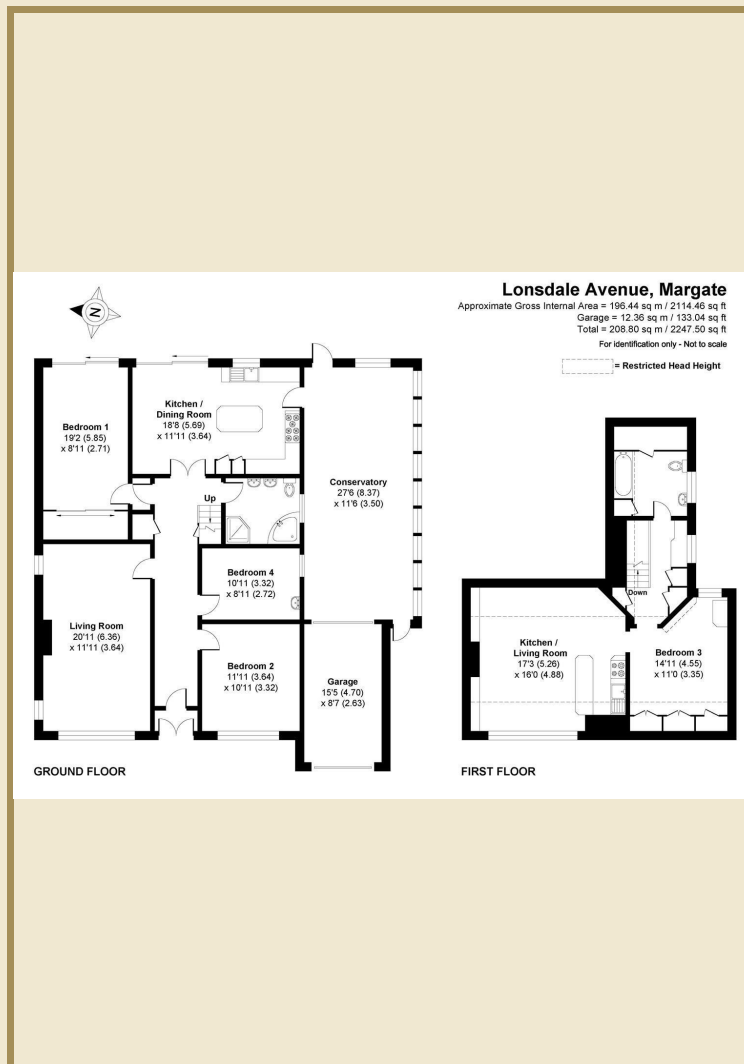 Lonsdale Avenue, Margate
Approximate Gross Internal Area = 196.44 sq m / 2114.46 sq ft
Garage = 12.36 sq m / 133.04 sq ft
Total = 208.80 sq m / 2247.50 sq ft
For identification only - Not to scale
= Restricted Head Height
N
Bedroom 1
19'2 (5.85)
x 8'11 (2.71)
Kitchen /
Dining Room
18'8 (5.69)
x 11'11 (3.64)
Up
Conservatory
27'6 (8.37)
x 11'6 (3.50)
Bedroom 4
10'11 (3.32)
x 8'11 (2.72)
Living Room
20'11 (6.36)
x 11'11 (3.64)
Bedroom 2
11'11 (3.64)
x 10'11 (3.32)
Garage
15'5 (4.70)
x 8'7 (2.63)
GROUND FLOOR
Down
Kitchen /
Living Room
17'3 (5.26)
x 16'0 (4.88)
Bedroom 3
14'11 (4.55)
x 11'0 (3.35)
FIRST FLOOR